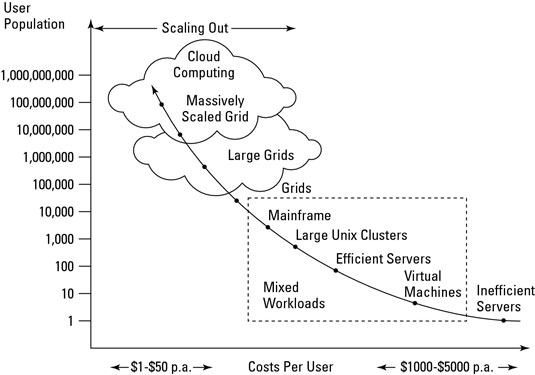 User
Population
Scaling Out
Cloud
Computing
1,000,000,000
Massively
Scaled Grid
100,000,000
10,000,000
1,000,000
Large Grids
100,000
Grids
10,000
Mainframe
1,000
Large Unix Clusters
100
Efficient Servers
Virtual
Machines
10
Mixed
Workloads
Inefficient
Servers
1
$1-$50 p.a.
Costs Per User
$1000-$5000 p.a.